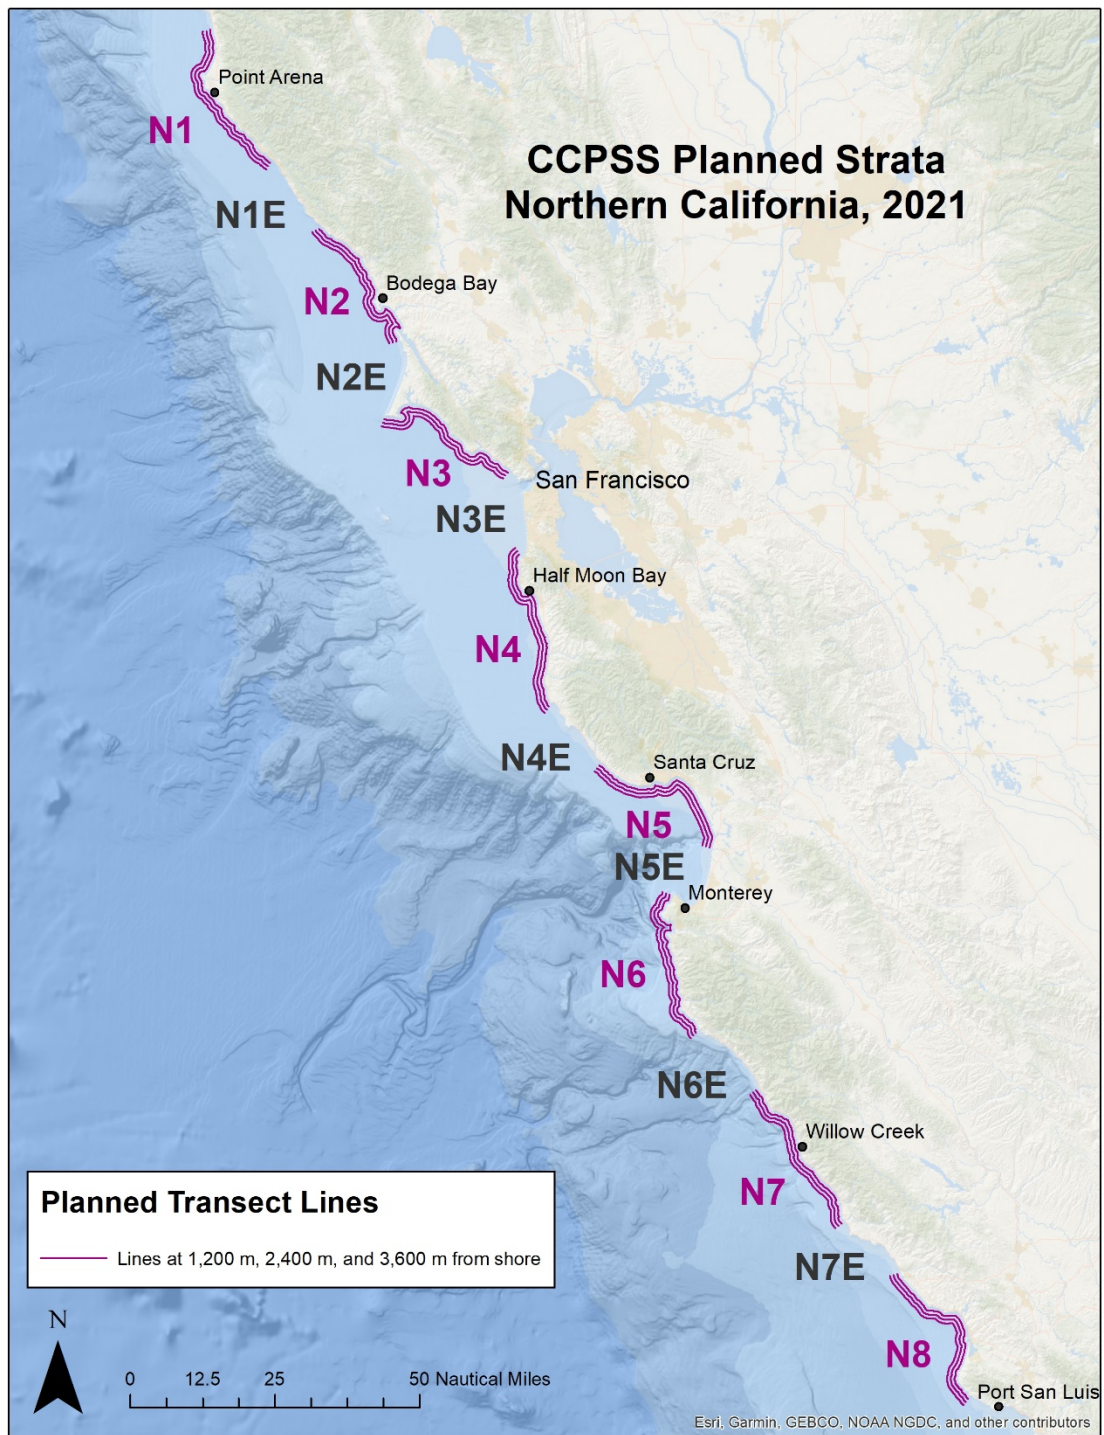 Point Arena
N1
CCPSS Planned Strata
Northern California, 2021
N1E
Bodega Bay
N2
N2E
N3
San Francisco
N3E
Half Moon Bay
N4
N4E
Santa Cruz
N5
N5E
Monterey
N6
N6E
Willow Creek
N7
Planned Transect Lines
Lines at 1,200 m, 2,400 m, and 3,600 m from shore
N7E
N
N8
0 12.5 25 50 Nautical Miles
Port San Luis
Esri, Garmin, GEBCO, NOAA NGDC, and other contributors